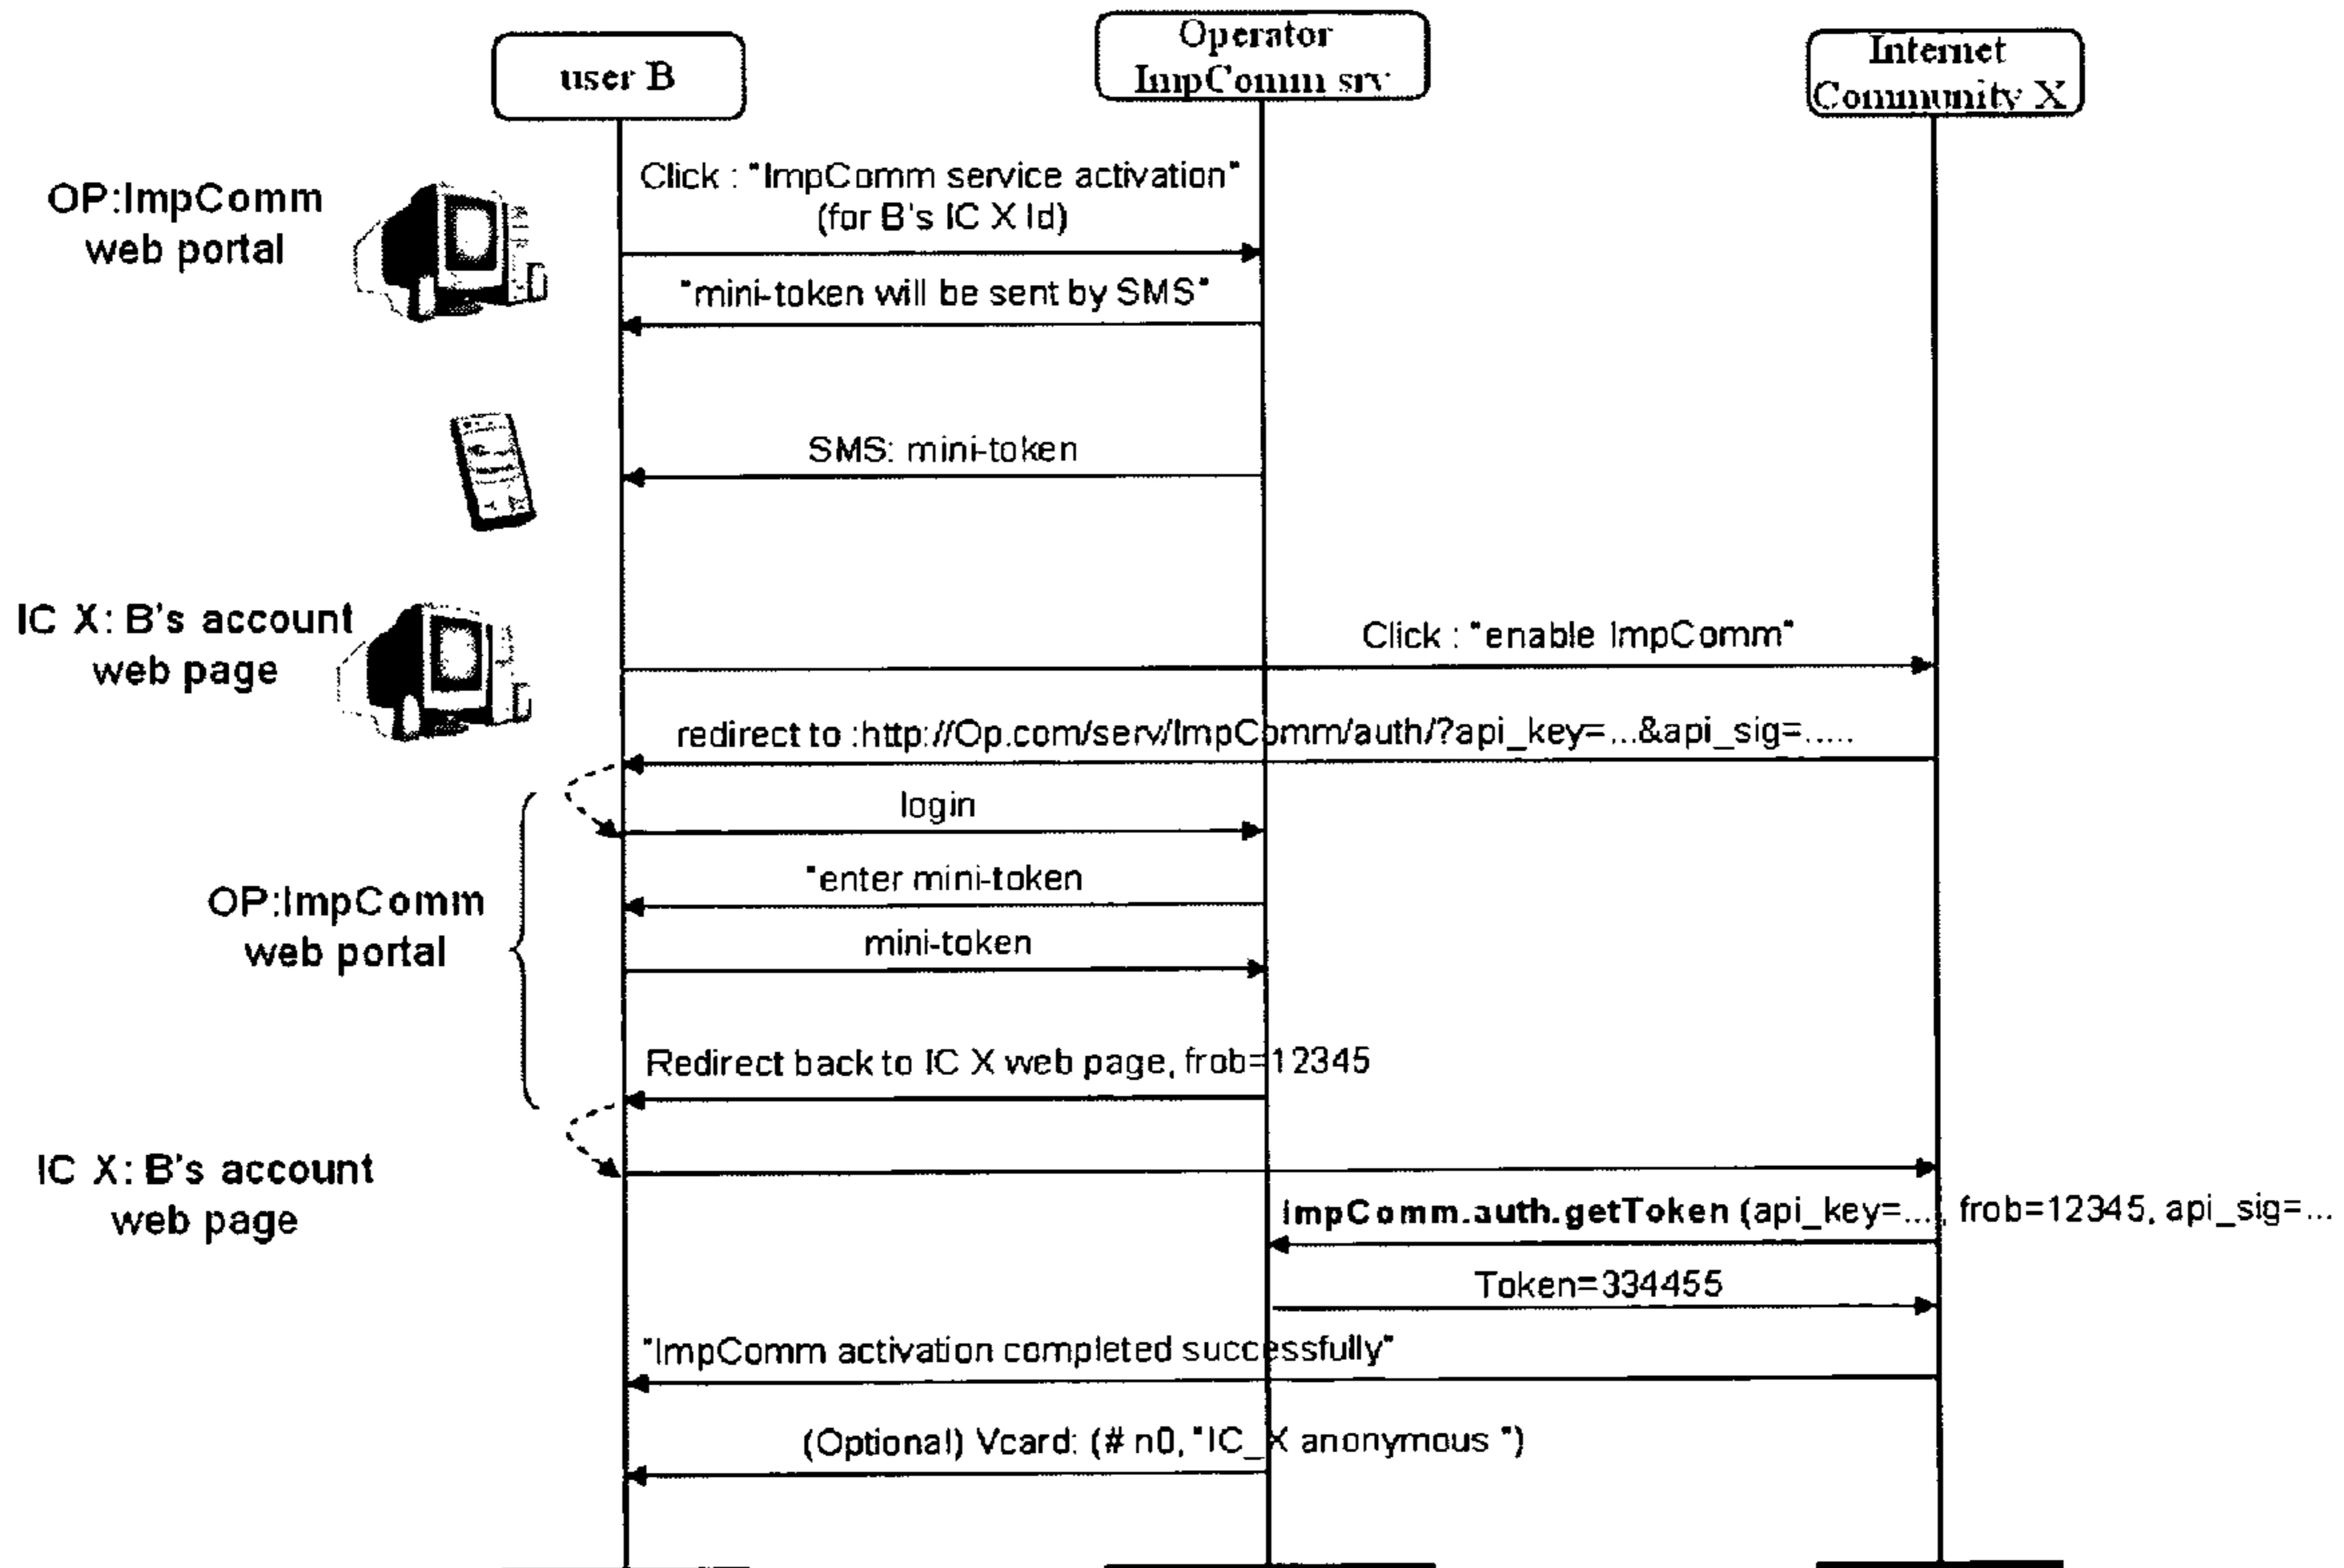 user B
Operator
ImpComm srv
Internet
Community X
OP:ImpComm
web portal
Click : "ImpComm service activation"
(for B's IC X Id)
"mini-token will be sent by SMS"
SMS: mini-token
IC X: B's account
web page
Click : "enable ImpComm"
redirect to :http://Op.com/serv/ImpComm/auth/?api_key=...&api_sig=.....
login
"enter mini-token
OP:ImpComm
web portal
mini-token
Redirect back to IC X web page, frob=12345
IC X: B's account
web page
impComm.auth.getToken (api_key=..., frob=12345, api_sig=...
Token=334455
"ImpComm activation completed successfully"
(Optional) Vcard: (# n0, "IC_X anonymous ")